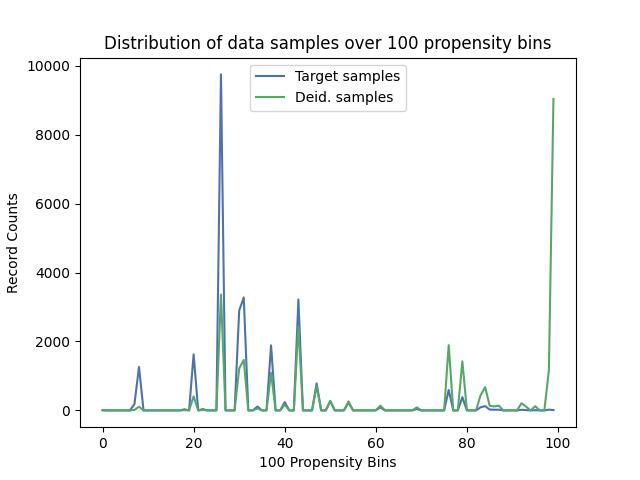 Distribution of data samples over 100 propensity bins
Target samples
Deid. samples
10000
8000
6000
4000
2000
0
Record Counts
0 20 40 60 80 100
100 Propensity Bins